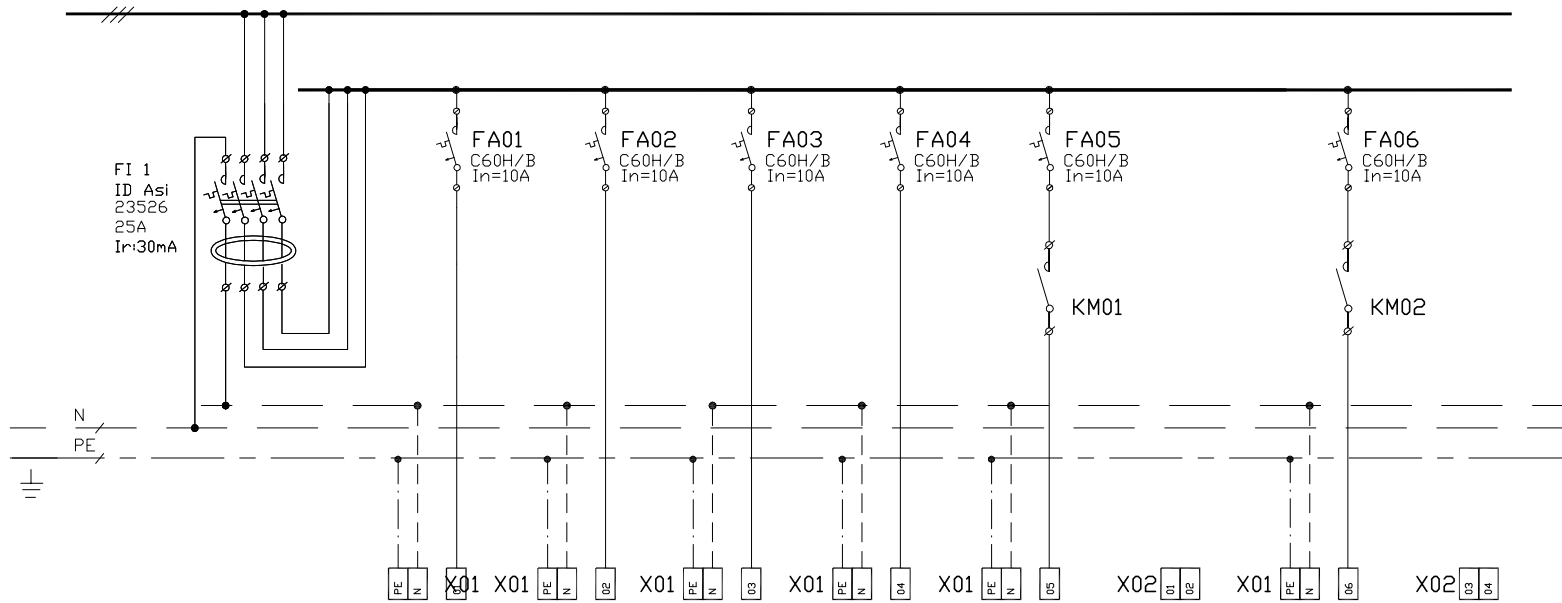 FI 1
ID Asi
23526
25A
Ir:30mA
FA01
C60H/B
In=10A
FA02
C60H/B
In=10A
FA03
C60H/B
In=10A
FA04
C60H/B
In=10A
FA05
C60H/B
In=10A
FA06
C60H/B
In=10A
KM01
KM02
N
PE
PE N X01 01
X01 PE N 02
X01 PE N 03
X01 PE N 04
X01 PE N 05
X02 01 02
X01 PE N 06
X02 03 04